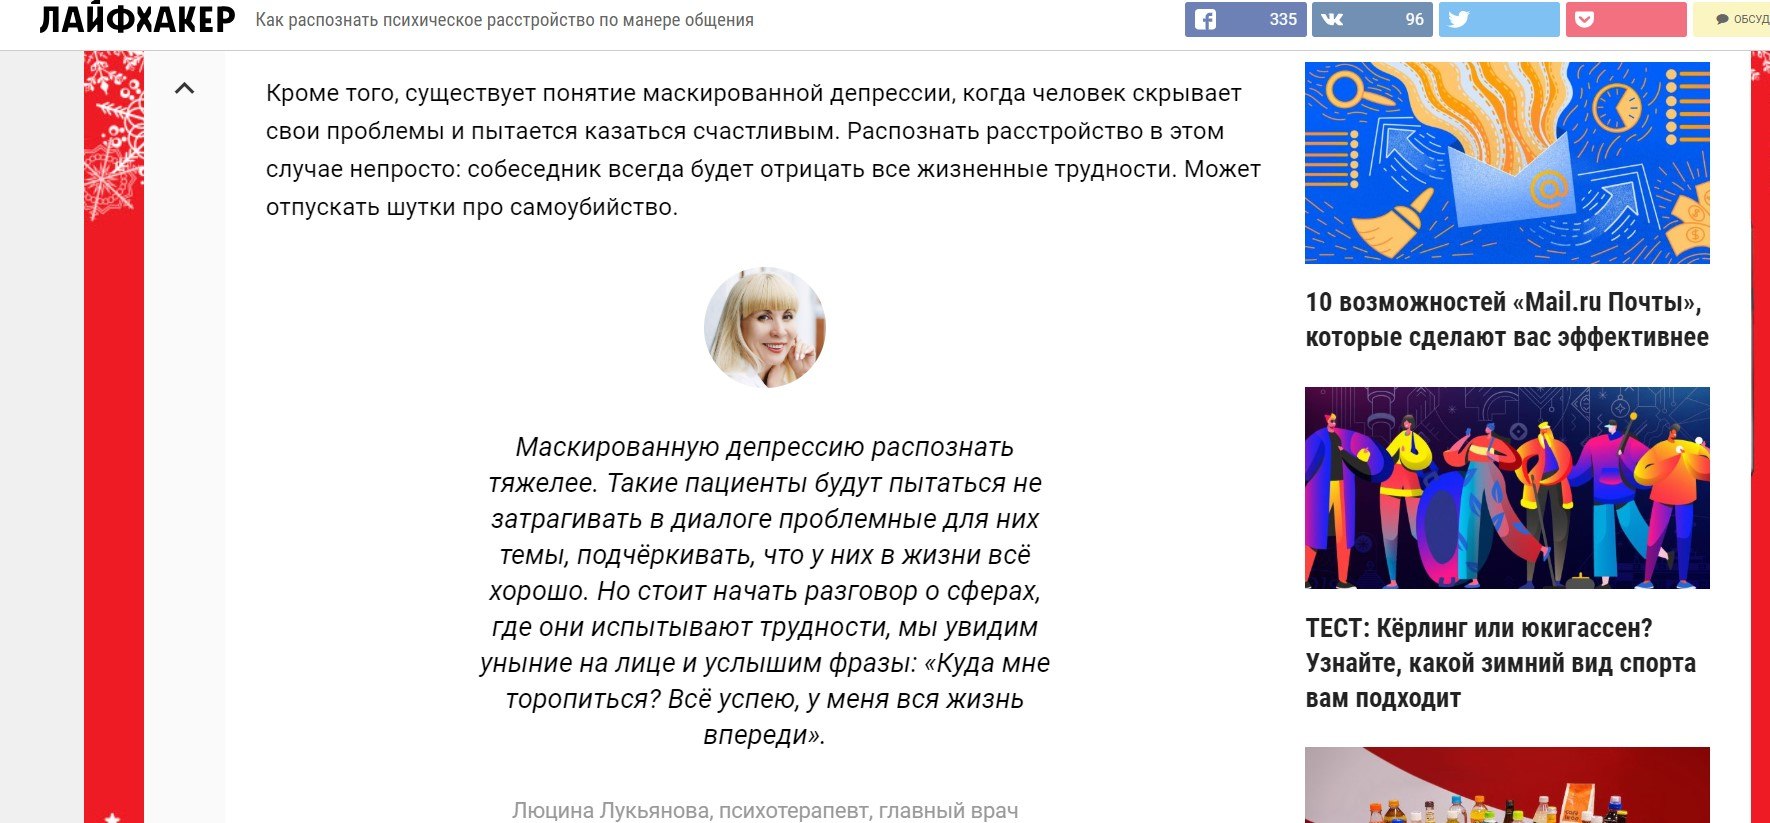 ЛАЙФХАКЕР
Как распознать психическое расстройство по манере общения
335
96
ОБСУД
Кроме того, существует понятие маскированной депрессии, когда человек скрывает
свои проблемы и пытается казаться счастливым. Распознать расстройство в этом
случае непросто: собеседник всегда будет отрицать все жизненные трудности. Может
отпускать шутки про самоубийство.
Маскированную депрессию распознать
тяжелее. Такие пациенты будут пытаться не
затрагивать в диалоге проблемные для них
темы, подчёркивать, что у них в жизни всё
хорошо. Но стоит начать разговор о сферах,
где они испытывают трудности, мы увидим
уныние на лице и услышим фразы: «Куда мне
торопиться? Всё успею, у меня вся жизнь
впереди».
Люцина Лукьянова, психотерапевт, главный врач
10 возможностей «Mail.ru Почты»,
которые сделают вас эффективнее
ТЕСТ: Кёрлинг или юкигассен?
Узнайте, какой зимний вид спорта
вам подходит